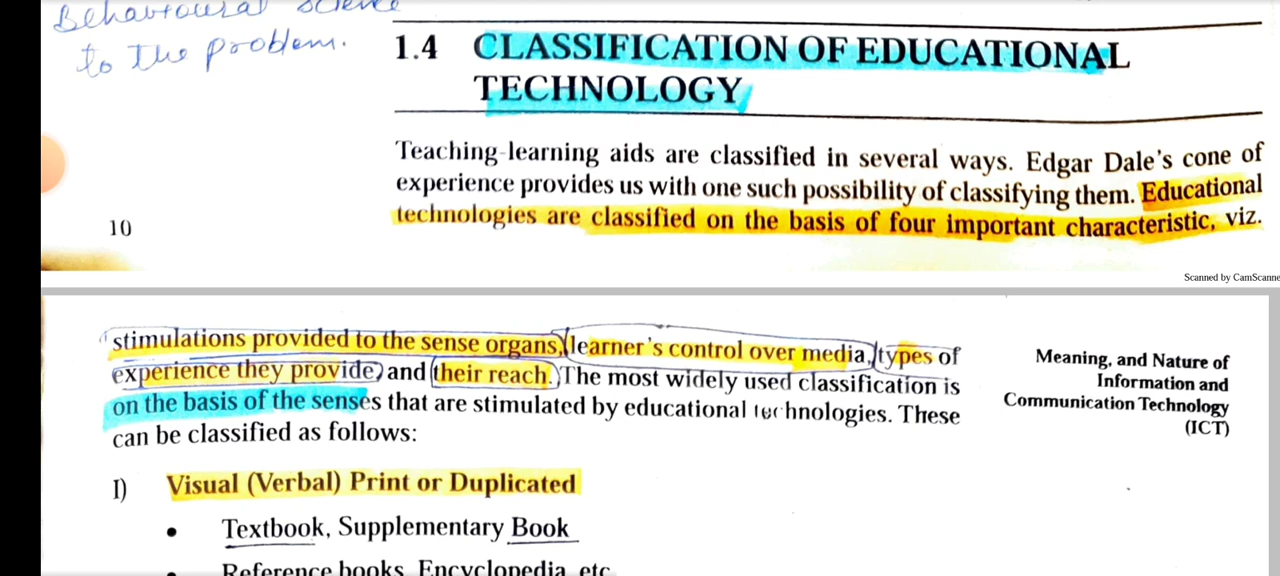 Behavioural science
to the problem.
1.4 CLASSIFICATION OF EDUCATIONAL
TECHNOLOGY
Teaching-learning aids are classified in several ways. Edgar Dale's cone of
experience provides us with one such possibility of classifying them. Educational
technologies are classified on the basis of four important characteristic, viz.
10
Scanned by CamScanne
stimulations provided to the sense organs, learner's control over media, types of
experience they provide, and their reach. The most widely used classification is
on the basis of the senses that are stimulated by educational technologies. These
can be classified as follows:
Meaning, and Nature of
Information and
Communication Technology
(ICT)
I) Visual (Verbal) Print or Duplicated
• Textbook, Supplementary Book
• Reference books, Encyclopedia, etc